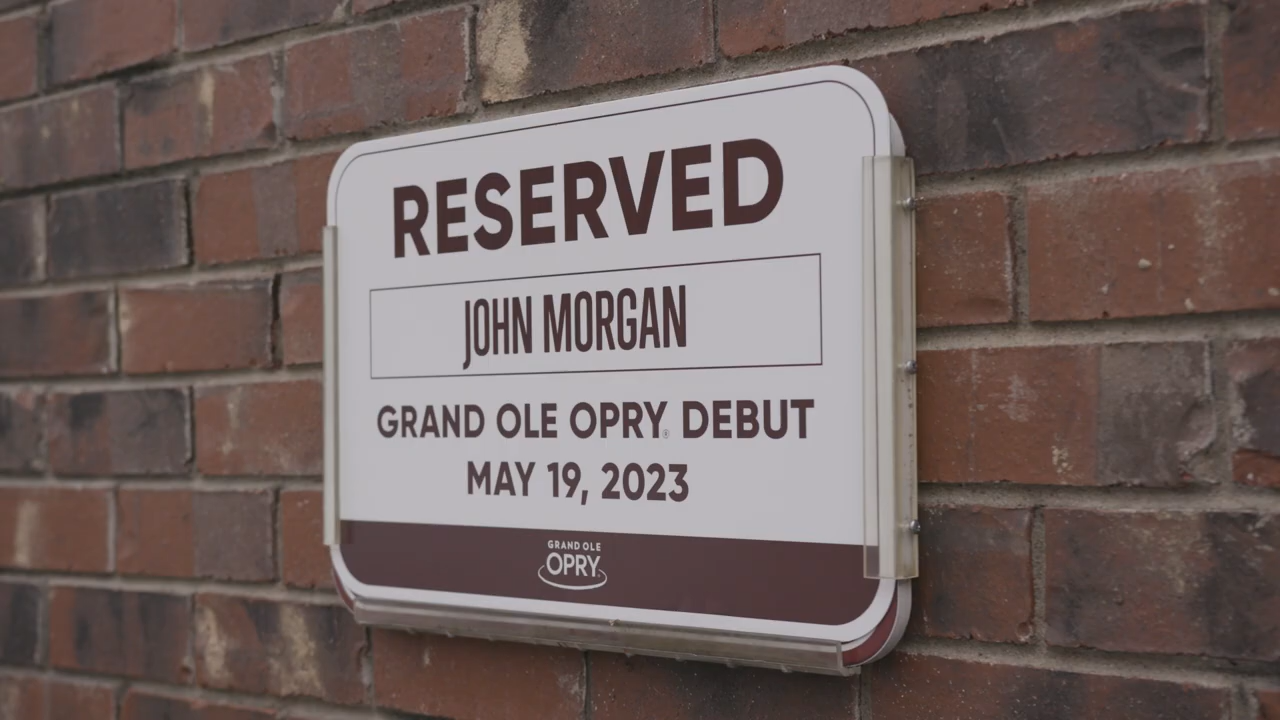 RESERVED
JOHN MORGAN
GRAND OLE OPRY® DEBUT
MAY 19, 2023
GRAND OLE
OPRY